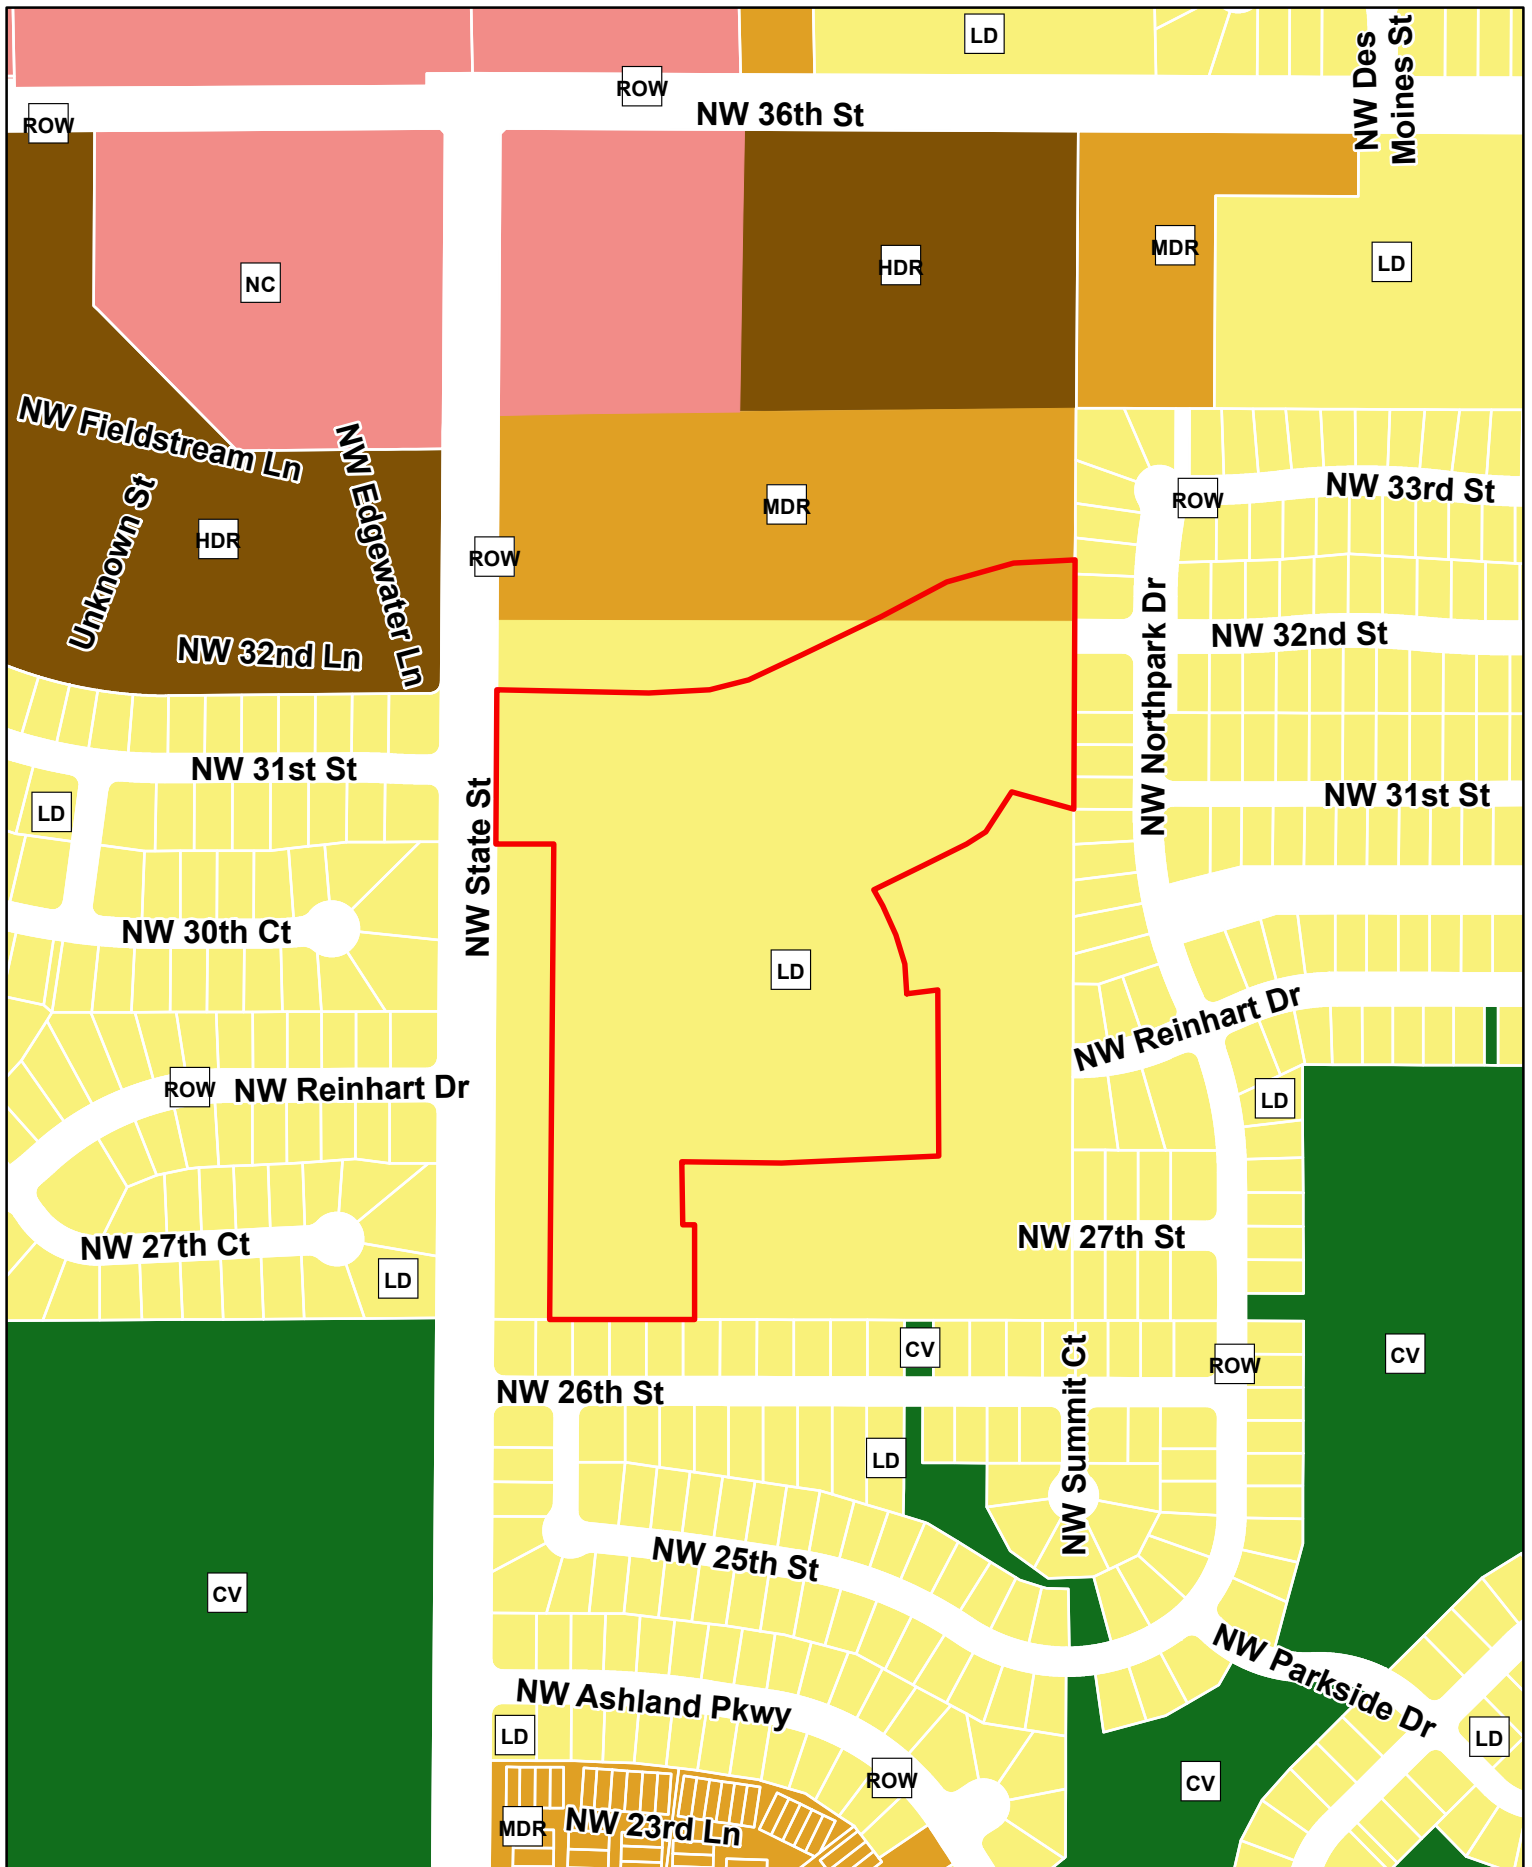 LD
NW Des
Moines St
ROW
ROW
NW 36th St
MDR
LD
HDR
NC
NW Fieldstream Ln
NW Edgewater Ln
Unknown St
HDR
NW 32nd Ln
MDR
ROW
ROW
NW 33rd St
NW Northpark Dr
NW 32nd St
NW 31st St
NW 31st St
LD
NW State St
NW 30th Ct
LD
NW Reinhart Dr
ROW
NW Reinhart Dr
LD
NW 27th Ct
LD
NW 27th St
CV
NW Summit Ct
ROW
CV
NW 26th St
LD
NW 25th St
CV
NW Parkside Dr
NW Ashland Pkwy
LD
LD
ROW
CV
MDR
NW 23rd Ln